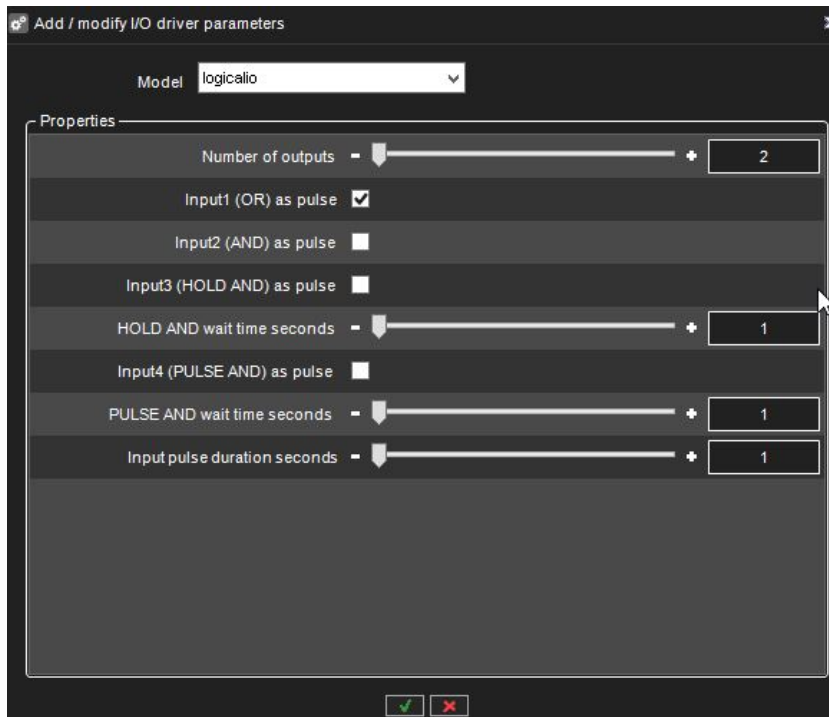 Add / modify I/O driver parameters
Model logicalio
Properties
Number of outputs - + 2
Input1 (OR) as pulse
Input2 (AND) as pulse
Input3 (HOLD AND) as pulse
HOLD AND wait time seconds - + 1
Input4 (PULSE AND) as pulse
PULSE AND wait time seconds - + 1
Input pulse duration seconds - + 1